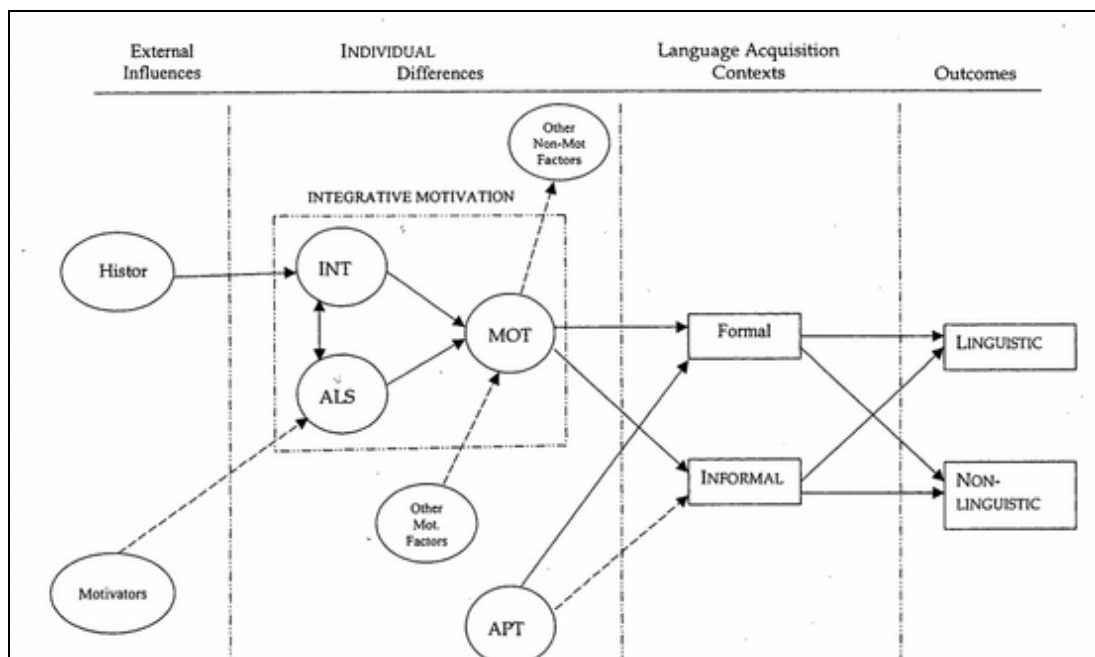 External
Influences
INDIVIDUAL
Differences
Language Acquisition
Contexts
Outcomes
Other
Non-Mot
Factors
INTEGRATIVE MOTIVATION
Histor
INT
MOT
ALS
Formal
LINGUISTIC
INFORMAL
NON-
LINGUISTIC
Other
Mot.
Factors
Motivators
APT